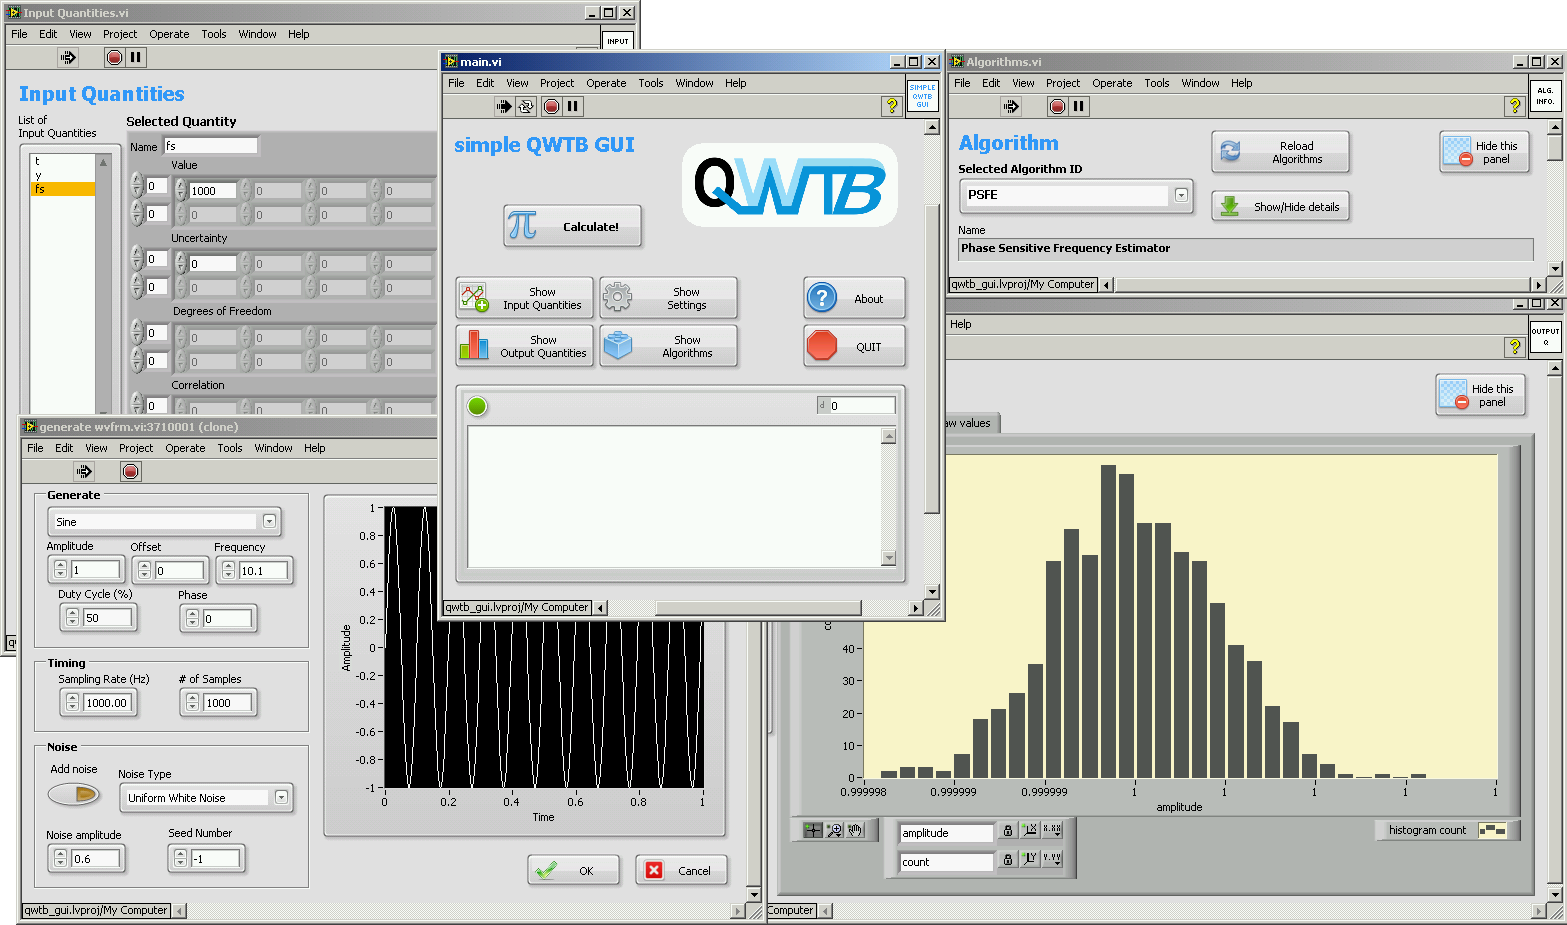 Input Quantities.vi
File Edit View Project Operate Tools Window Help
INPUT
Input Quantities
List of
Input Quantities
t
y
fs
Selected Quantity
Name fs
Value
0 1000 0 0 0
0 0 0 0 0
Uncertainty
0 0 0 0 0
0 0 0 0 0
Degrees of Freedom
0 0 0 0 0
0 0 0 0 0
Correlation
0 0 0 0 0
main.vi
File Edit View Project Operate Tools Window Help
?
SIMPLE
QWTB
GUI
simple QWTB GUI
QWTB
π Calculate!
Show
Input Quantities
Show
Settings
? About
Show
Output Quantities
Show
Algorithms
QUIT
d 0
qwtb_gui.lvproj/My Computer
Algorithms.vi
File Edit View Project Operate Tools Window Help
?
ALG.
INFO.
Algorithm
Selected Algorithm ID
PSFE
Reload
Algorithms
Show/Hide details
Hide this
panel
Name
Phase Sensitive Frequency Estimator
qwtb_gui.lvproj/My Computer
generate wvfrm.vi:3710001 (clone)
File Edit View Project Operate Tools Window Help
Generate
Sine
Amplitude Offset Frequency
1 0 10.1
Duty Cycle (%) Phase
50 0
Timing
Sampling Rate (Hz) # of Samples
1000.00 1000
Noise
Add noise Noise Type
Uniform White Noise
Noise amplitude Seed Number
0.6 -1
Amplitude
1
0.8
0.6
0.4
0.2
0
-0.2
-0.4
-0.6
-0.8
-1
0 0.2 0.4 0.6 0.8 1
Time
OK Cancel
qwtb_gui.lvproj/My Computer
Help
?
OUTPUT
Q
Hide this
panel
aw values
40
30
20
10
0
0.999998 0.999999 0.999999 1 1 1 1 1
amplitude
amplitude
count
X.XX
Y.YY
histogram count
Computer